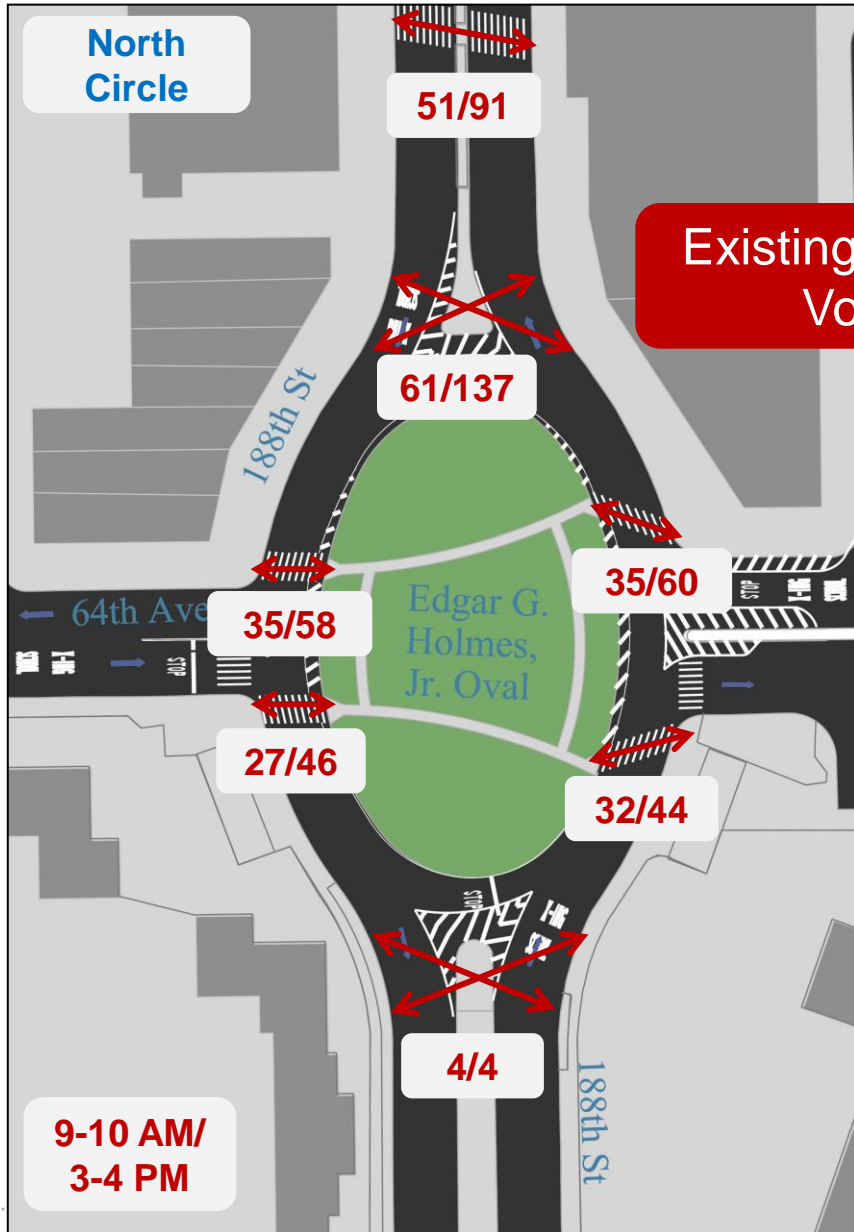 North
Circle
51/91
Existing
Vo
61/137
188th St
35/60
STOP
64th Ave
35/58
Edgar G.
Holmes,
Jr. Oval
STOP
27/46
32/44
STOP
4/4
188th St
9-10 AM/
3-4 PM